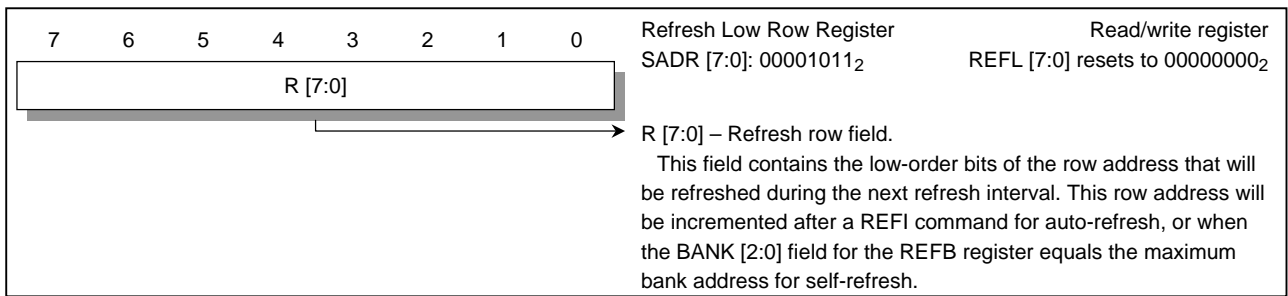 7 6 5 4 3 2 1 0
R [7:0]
Refresh Low Row Register Read/write register
SADR [7:0]: 00001011₂ REFL [7:0] resets to 00000000₂
R [7:0] – Refresh row field.
This field contains the low-order bits of the row address that will
be refreshed during the next refresh interval. This row address will
be incremented after a REFI command for auto-refresh, or when
the BANK [2:0] field for the REFB register equals the maximum
bank address for self-refresh.